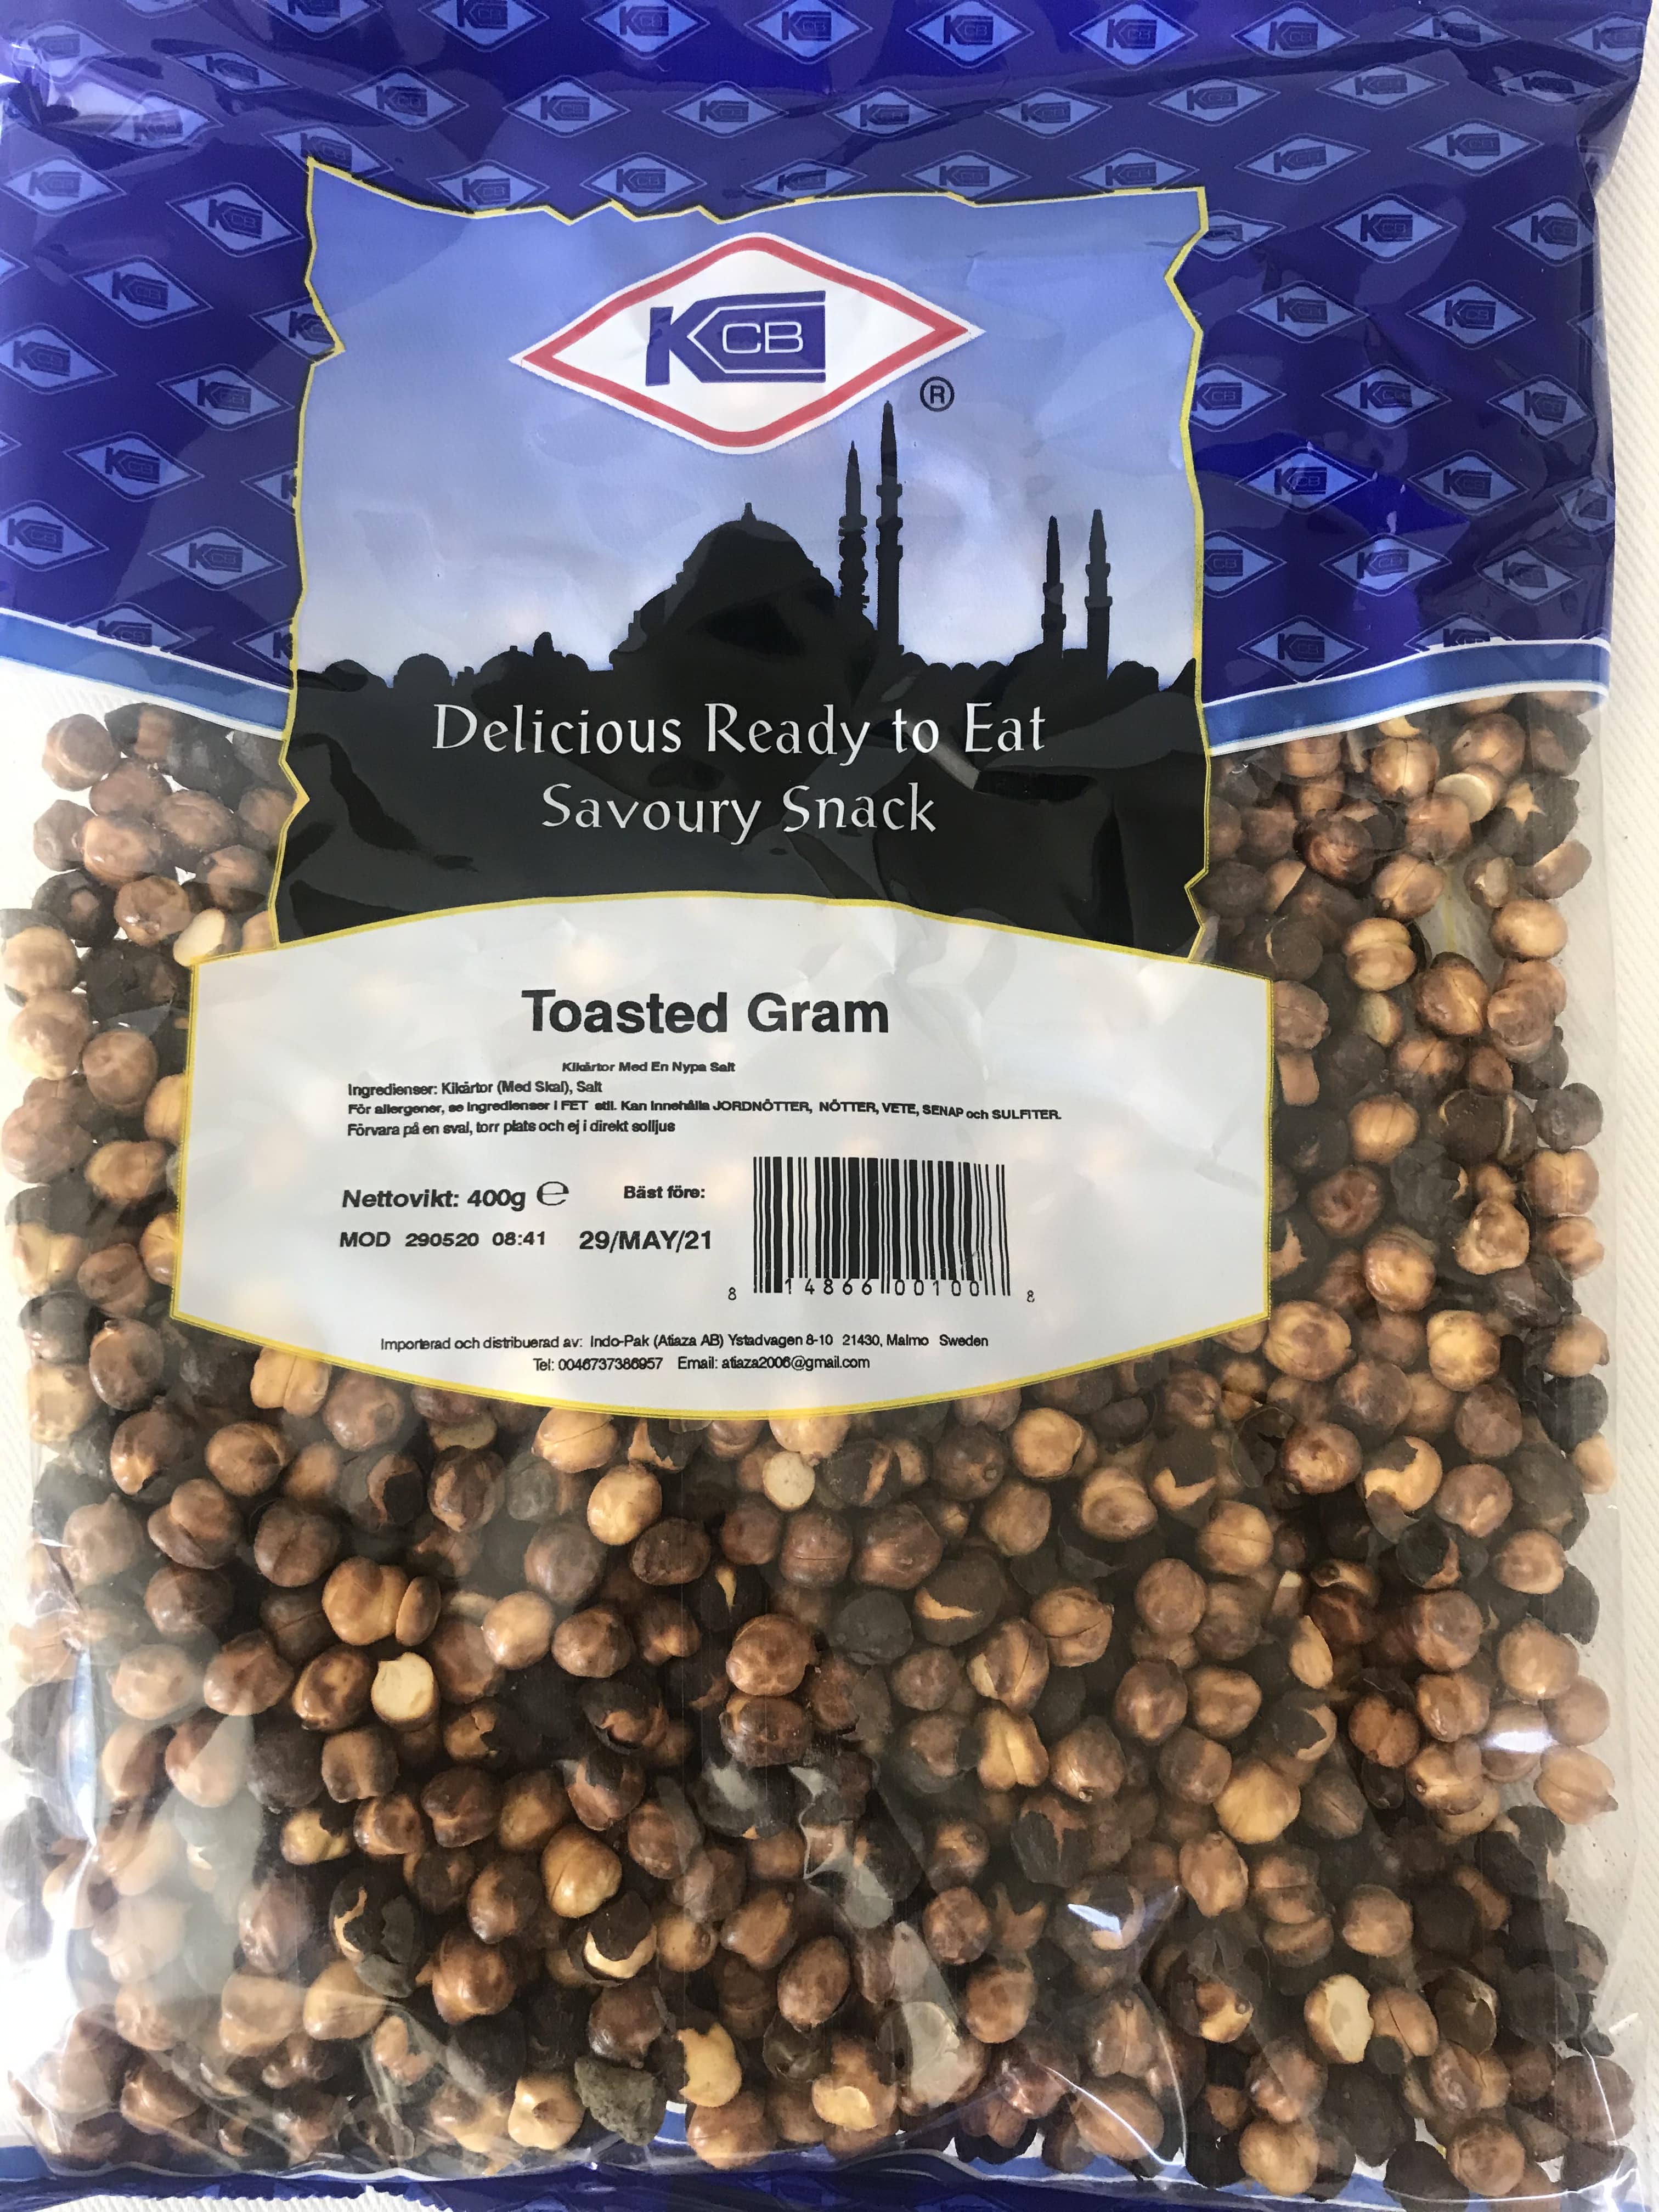 KCB
®
Delicious Ready to Eat
Savoury Snack
Toasted Gram
Kikärtor Med En Nypa Salt
Ingredienser: Kikärtor (Med Skal), Salt
För allergener, se Ingredienser I FET stil. Kan Innehålla JORDNÖTTER, NÖTTER, VETE, SENAP och SULFITER.
Förvara på en sval, torr plats och ej i direkt solljus
Nettovikt: 400g ℮ Bäst före:
MOD 290520 08:41 29/MAY/21
8 14866 00100 8
Importerad och distribuerad av: Indo-Pak (Atiaza AB) Ystadvagen 8-10 21430, Malmo Sweden
Tel: 0046737386957 Email: atiaza2006@gmail.com